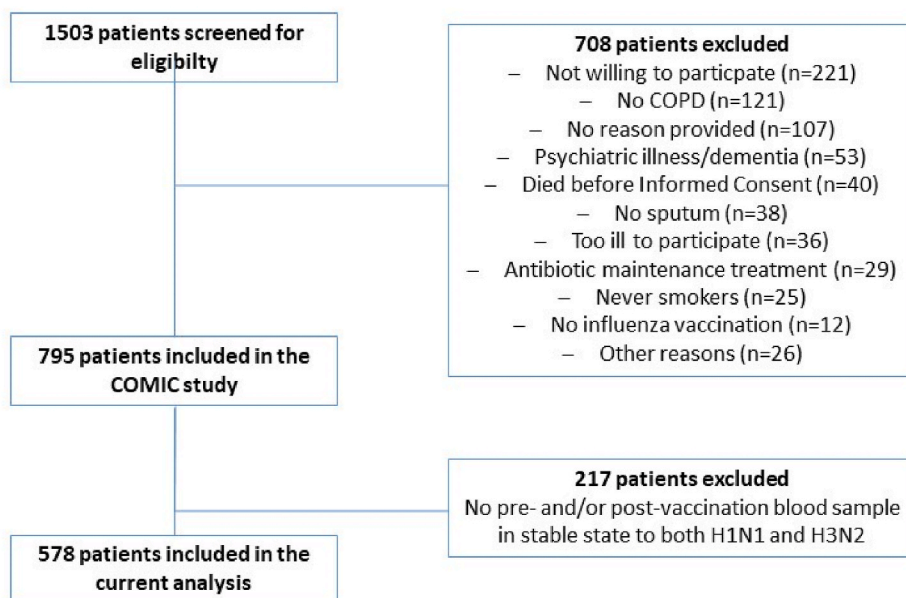 1503 patients screened for
eligibilty
708 patients excluded
– Not willing to particpate (n=221)
– No COPD (n=121)
– No reason provided (n=107)
– Psychiatric illness/dementia (n=53)
– Died before Informed Consent (n=40)
– No sputum (n=38)
– Too ill to participate (n=36)
– Antibiotic maintenance treatment (n=29)
– Never smokers (n=25)
– No influenza vaccination (n=12)
– Other reasons (n=26)
795 patients included in the
COMIC study
217 patients excluded
No pre- and/or post-vaccination blood sample
in stable state to both H1N1 and H3N2
578 patients included in the
current analysis